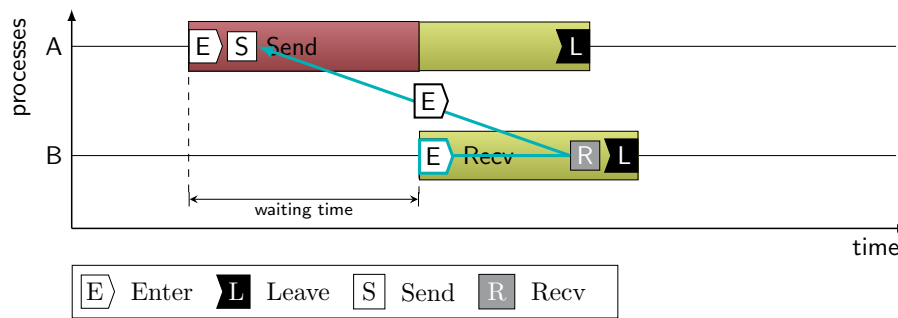 processes
A
E S Send L
E
B
E Recv R L
waiting time
time
E Enter L Leave S Send R Recv